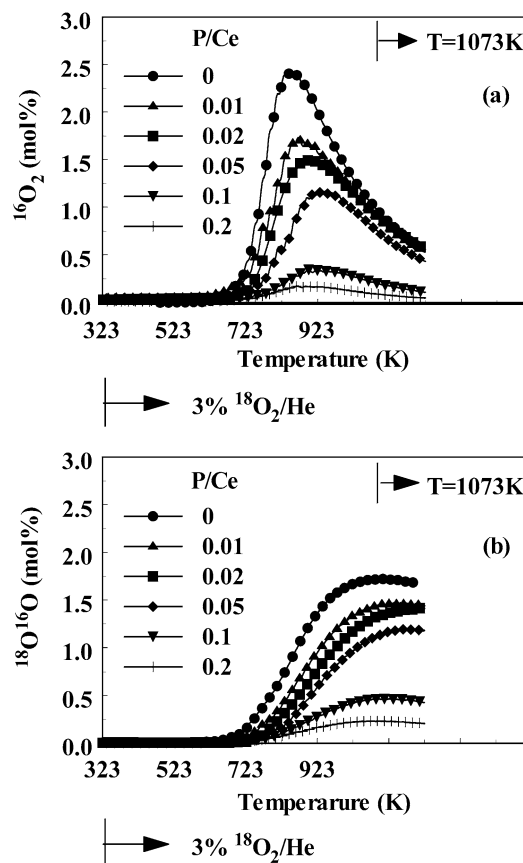 P/Ce
T=1073K
0
(a)
0.01
0.02
0.05
0.1
0.2
¹⁶O₂ (mol%)
3.0
2.5
2.0
1.5
1.0
0.5
0.0
323 523 723 923
Temperature (K)
3% ¹⁸O₂/He
P/Ce
T=1073K
0
(b)
0.01
0.02
0.05
0.1
0.2
¹⁸O¹⁶O (mol%)
3.0
2.5
2.0
1.5
1.0
0.5
0.0
323 523 723 923
Temperarure (K)
3% ¹⁸O₂/He